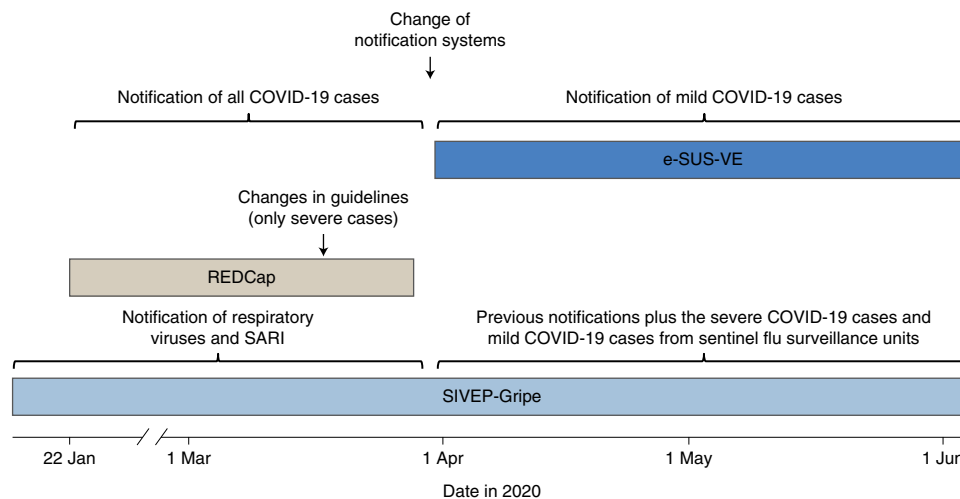 Change of
notification systems
Notification of all COVID-19 cases
Notification of mild COVID-19 cases
e-SUS-VE
Changes in guidelines
(only severe cases)
REDCap
Notification of respiratory
viruses and SARI
Previous notifications plus the severe COVID-19 cases and
mild COVID-19 cases from sentinel flu surveillance units
SIVEP-Gripe
22 Jan
1 Mar
1 Apr
1 May
1 Jun
Date in 2020